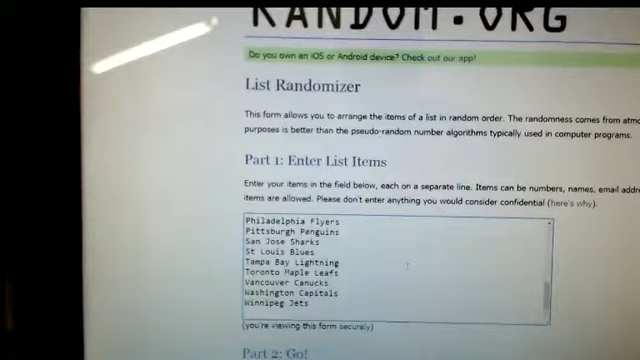 RANDOM.ORG
Do you own an iOS or Android device? Check out our app!
List Randomizer
This form allows you to arrange the items of a list in random order. The randomness comes from
purposes is better than the pseudo-random number algorithms typically used in computer programs.
Part 1: Enter List Items
Enter your items in the field below, each on a separate line. Items can be numbers, names, email
items are allowed. Please don't enter anything you would consider confidential (here's why).
Philadelphia Flyers
Pittsburgh Penguins
San Jose Sharks
St Louis Blues
Tampa Bay Lightning
Toronto Maple Leafs
Vancouver Canucks
Washington Capitals
Winnipeg Jets
(you're viewing this form securely)
Part 2: Go!